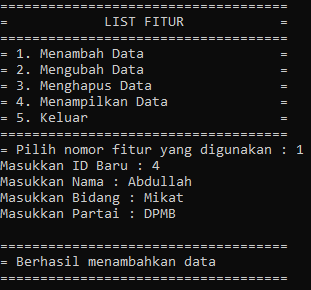 ===================================
=            LIST FITUR           =
===================================
= 1. Menambah Data                =
= 2. Mengubah Data                =
= 3. Menghapus Data               =
= 4. Menampilkan Data             =
= 5. Keluar                       =
===================================
= Pilih nomor fitur yang digunakan : 1
Masukkan ID Baru : 4
Masukkan Nama : Abdullah
Masukkan Bidang : Mikat
Masukkan Partai : DPMB

===================================
= Berhasil menambahkan data
===================================